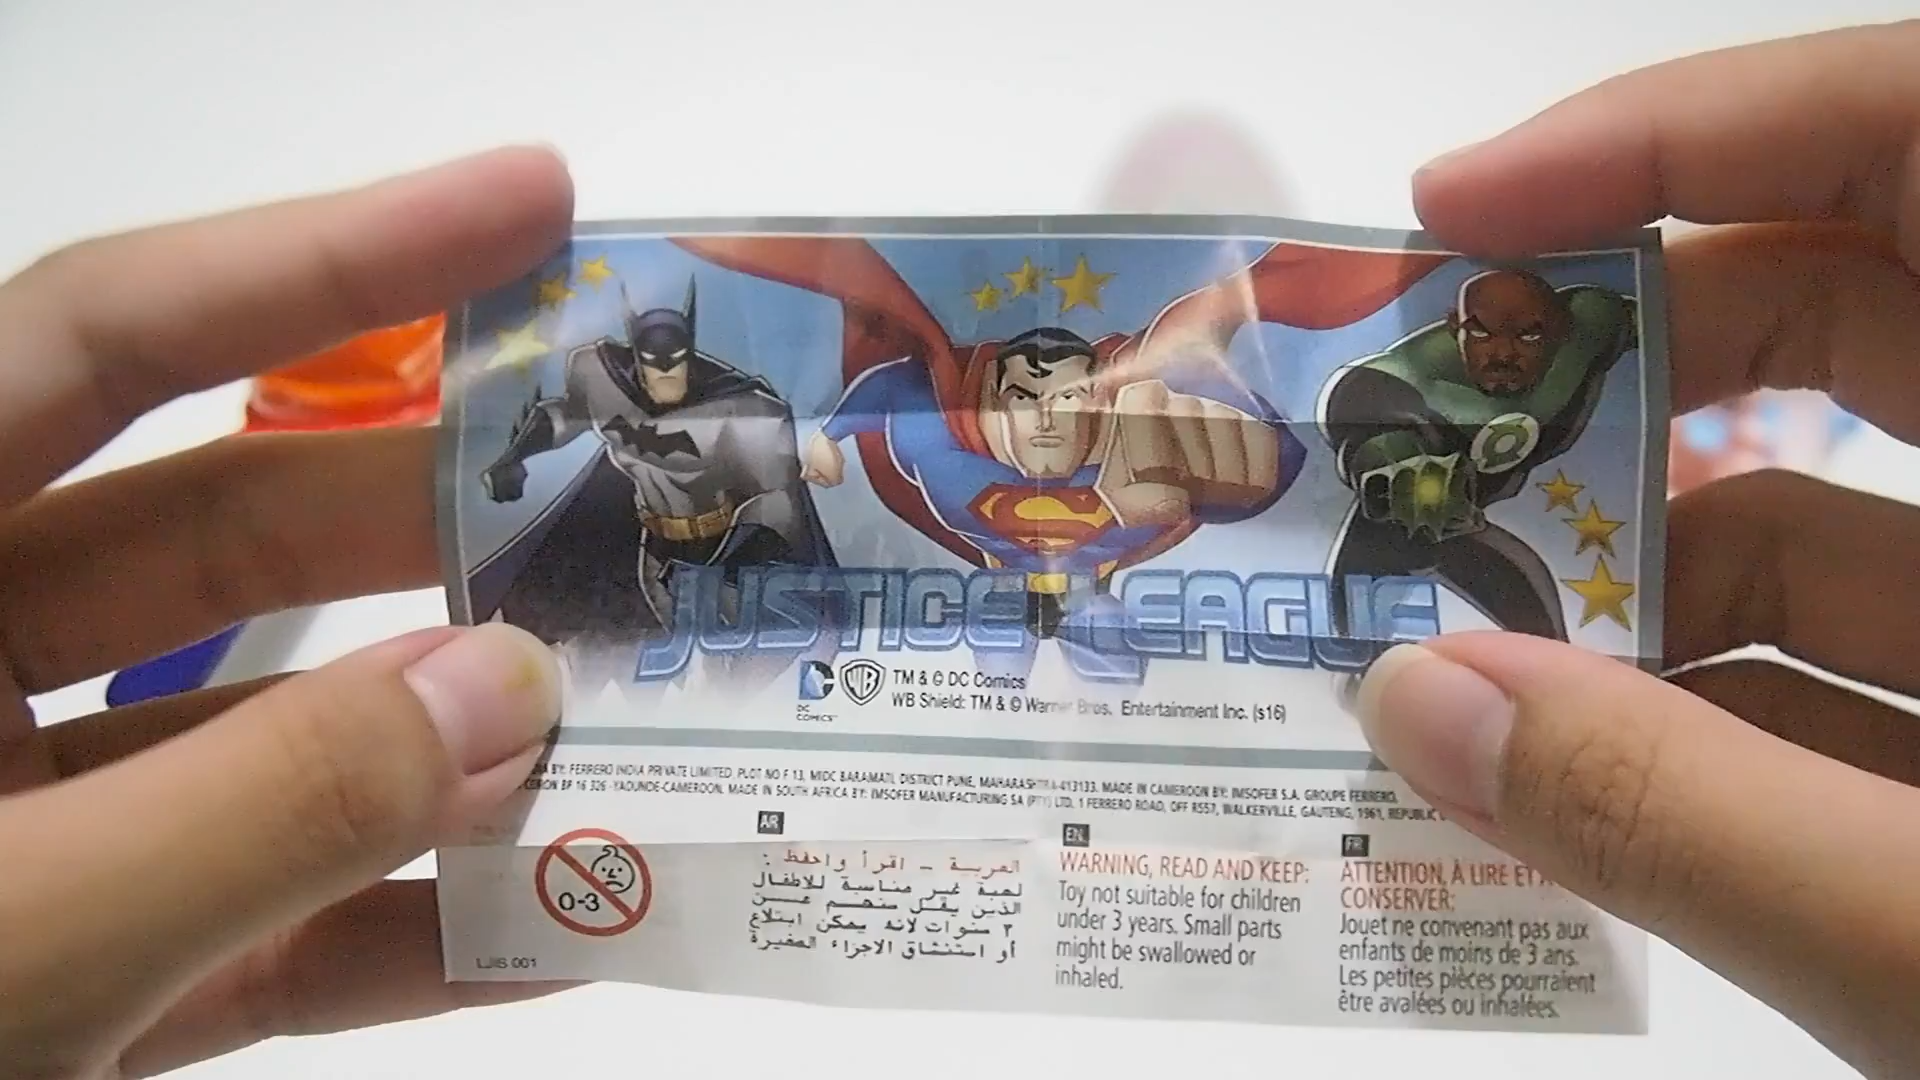 JUSTICE LEAGUE
DC
COMICS™
WB
TM & © DC Comics
WB Shield: TM & © Warner Bros. Entertainment Inc. (s16)
BY: FERRERO INDIA PRIVATE LIMITED, PLOT NO F 13, MIDC BARAMATI, DISTRICT PUNE, MAHARASHTRA-413133. MADE IN CAMEROON BY: IMSOFER S.A. GROUPE FERRERO,
BP 16 326 -YAOUNDE-CAMEROON. MADE IN SOUTH AFRICA BY: IMSOFER MANUFACTURING SA (PTY) LTD, 1 FERRERO ROAD, OFF R557, WALKERVILLE, GAUTENG, 1961, REPUBLIC
0-3
LJIS 001
AR
العربية – اقرأ واحفظ :
لعبة غير مناسبة للاطفال
الذين يقل سنهم عن
٣ سنوات لانه يمكن ابتلاع
أو استنشاق الاجزاء الصغيرة
EN
WARNING, READ AND KEEP:
Toy not suitable for children
under 3 years. Small parts
might be swallowed or
inhaled.
FR
ATTENTION, À LIRE ET À
CONSERVER:
Jouet ne convenant pas aux
enfants de moins de 3 ans.
Les petites pièces pourraient
être avalées ou inhalées.